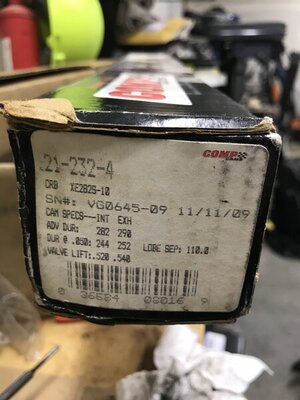 COMP
CAMS
21-232-4
CRB XE282S-10
SN#: VG0645-09 11/11/09
CAM SPECS---INT EXH
ADV DUR: 282 290
DUR @ .050: 244 252 LOBE SEP: 110.0
VALVE LIFT: .520 .540
0 36584 08016 9